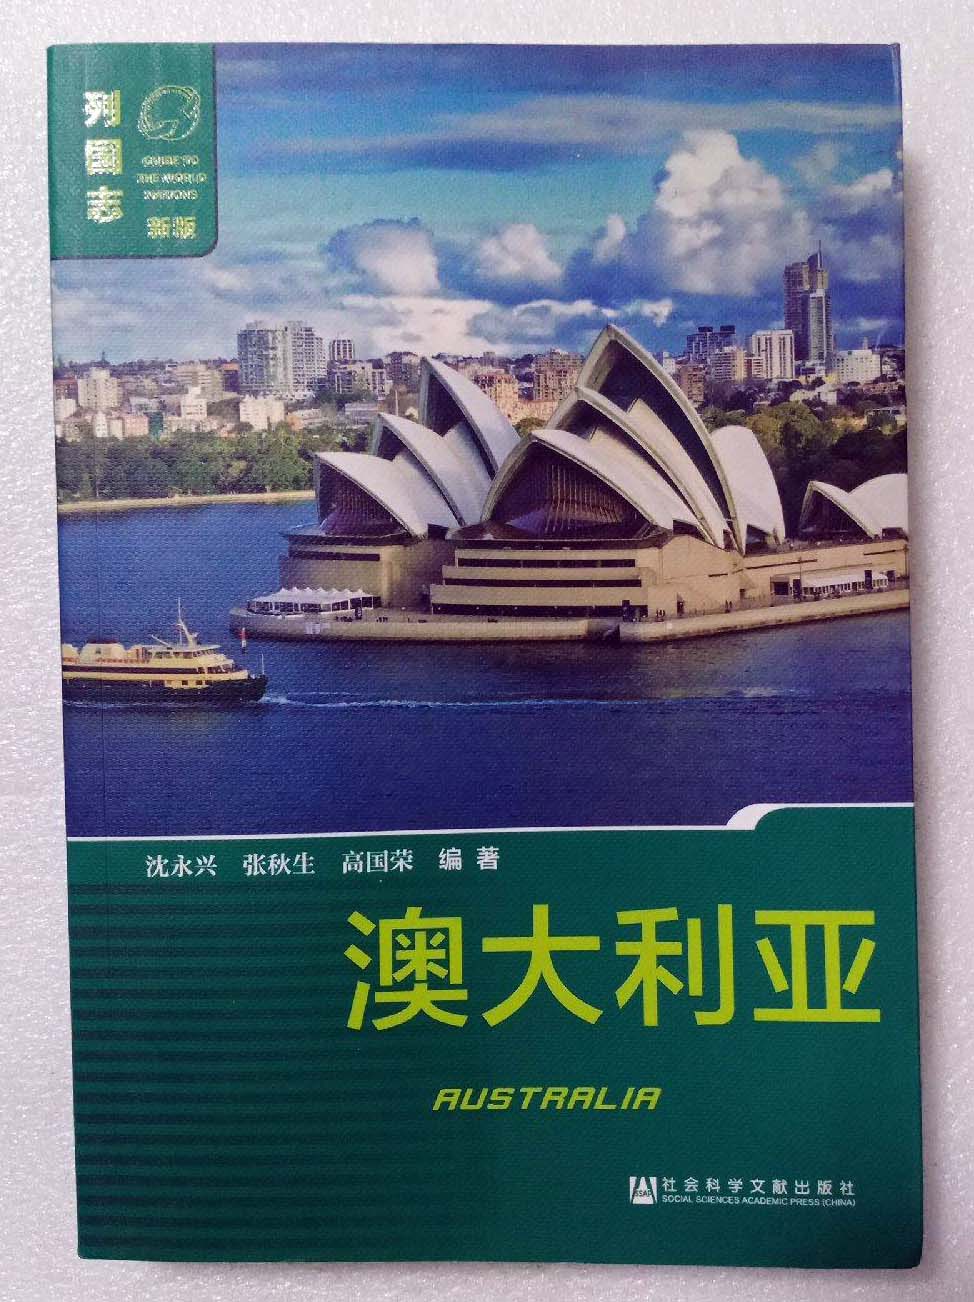 列国志
GUIDE TO
THE WORLD
NATIONS
新版
沈永兴 张秋生 高国荣 编著
澳大利亚
AUSTRALIA
SSAP
社会科学文献出版社
SOCIAL SCIENCES ACADEMIC PRESS (CHINA)